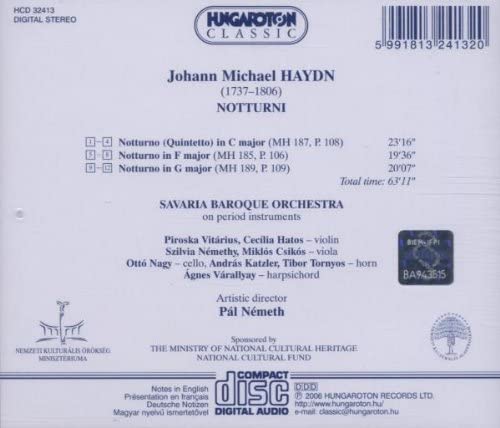 HCD 32413
DIGITAL STEREO
HUNGAROTON
CLASSIC
5 991813 241320
Johann Michael HAYDN
(1737–1806)
NOTTURNI
1 – 4 Notturno (Quintetto) in C major (MH 187, P. 108) 23'16"
5 – 8 Notturno in F major (MH 185, P. 106) 19'36"
9 – 12 Notturno in G major (MH 189, P. 109) 20'07"
Total time: 63'11"
SAVARIA BAROQUE ORCHESTRA
on period instruments
Piroska Vitárius, Cecília Hatos – violin
Szilvia Némethy, Miklós Csikós – viola
Ottó Nagy – cello, András Katzler, Tibor Tornyos – horn
Ágnes Várallyay – harpsichord
BIEM-IFPI
BA943815
Artistic director
Pál Németh
NEMZETI KULTURÁLIS ÖRÖKSÉG
MINISZTÉRIUMA
Sponsored by
THE MINISTRY OF NATIONAL CULTURAL HERITAGE
NATIONAL CULTURAL FUND
Notes in English
Présentation en français
Deutsche Notizen
Magyar nyelvű ismertetővel
COMPACT
disc
DIGITAL AUDIO
DDD
℗ 2006 HUNGAROTON RECORDS LTD.
http://www.hungaroton.hu
e-mail: classic@hungaroton.hu